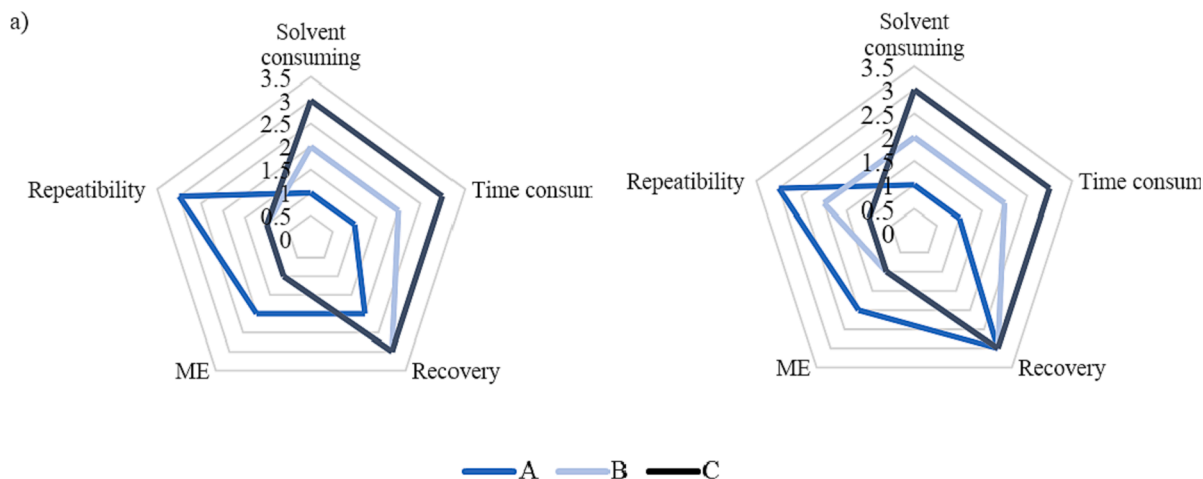 a)
Solvent
consuming
3.5
3
2.5
2
1.5
1
0.5
0
Repeatibility
Time consum
ME
Recovery
Solvent
consuming
3.5
3
2.5
2
1.5
1
0.5
0
Repeatibility
Time consum
ME
Recovery
A B C